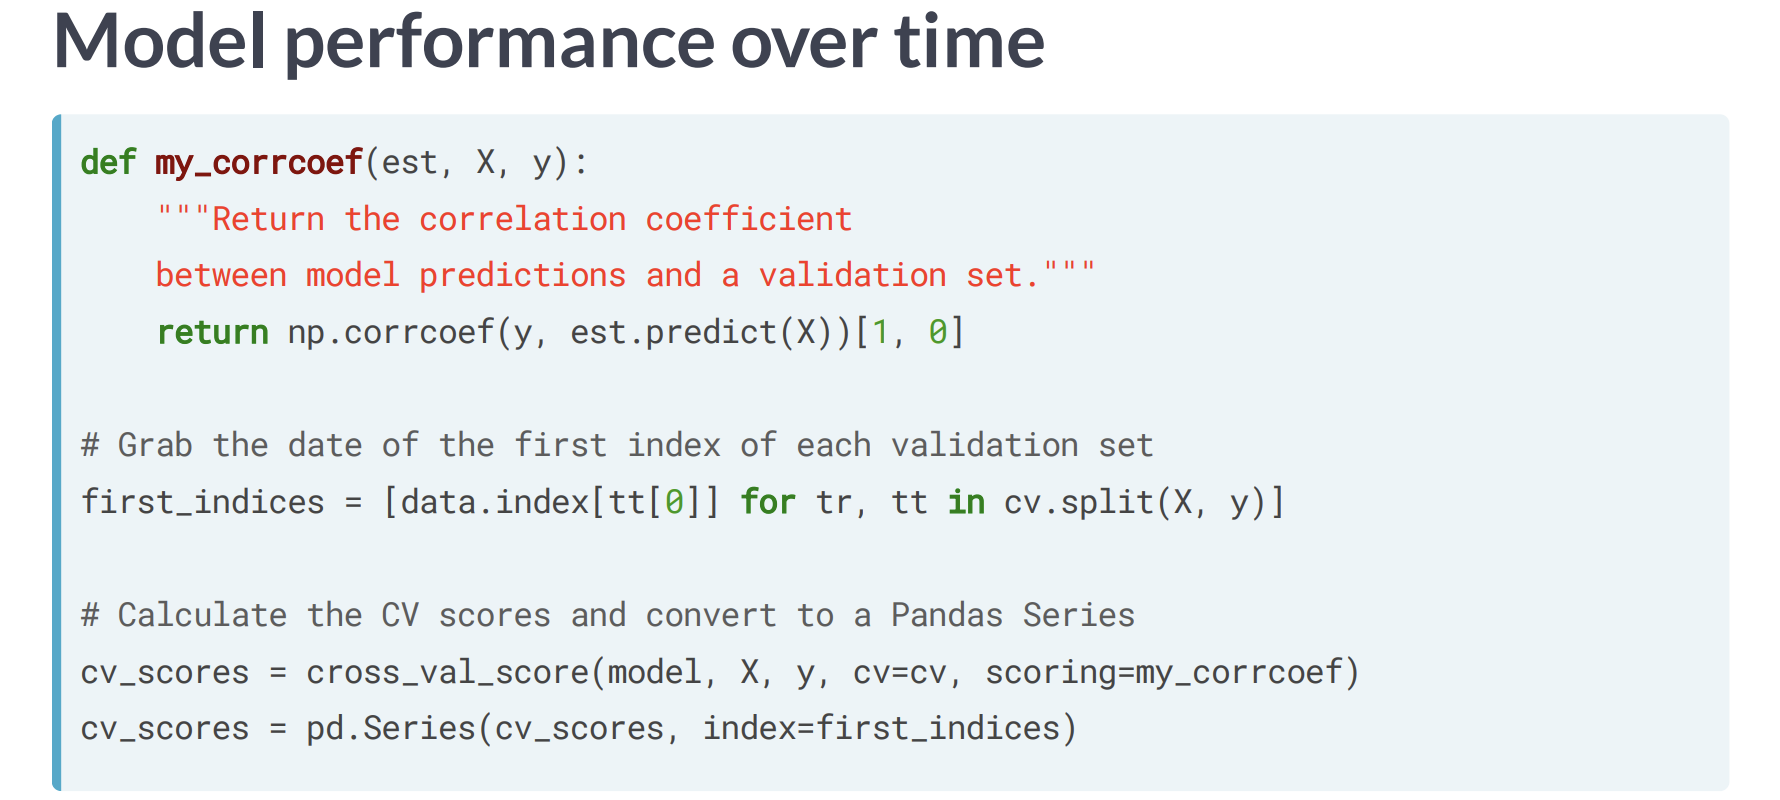 Model performance over time
def my_corrcoef(est, X, y):
    """Return the correlation coefficient
    between model predictions and a validation set."""
    return np.corrcoef(y, est.predict(X))[1, 0]
# Grab the date of the first index of each validation set
first_indices = [data.index[tt[0]] for tr, tt in cv.split(X, y)]
# Calculate the CV scores and convert to a Pandas Series
cv_scores = cross_val_score(model, X, y, cv=cv, scoring=my_corrcoef)
cv_scores = pd.Series(cv_scores, index=first_indices)